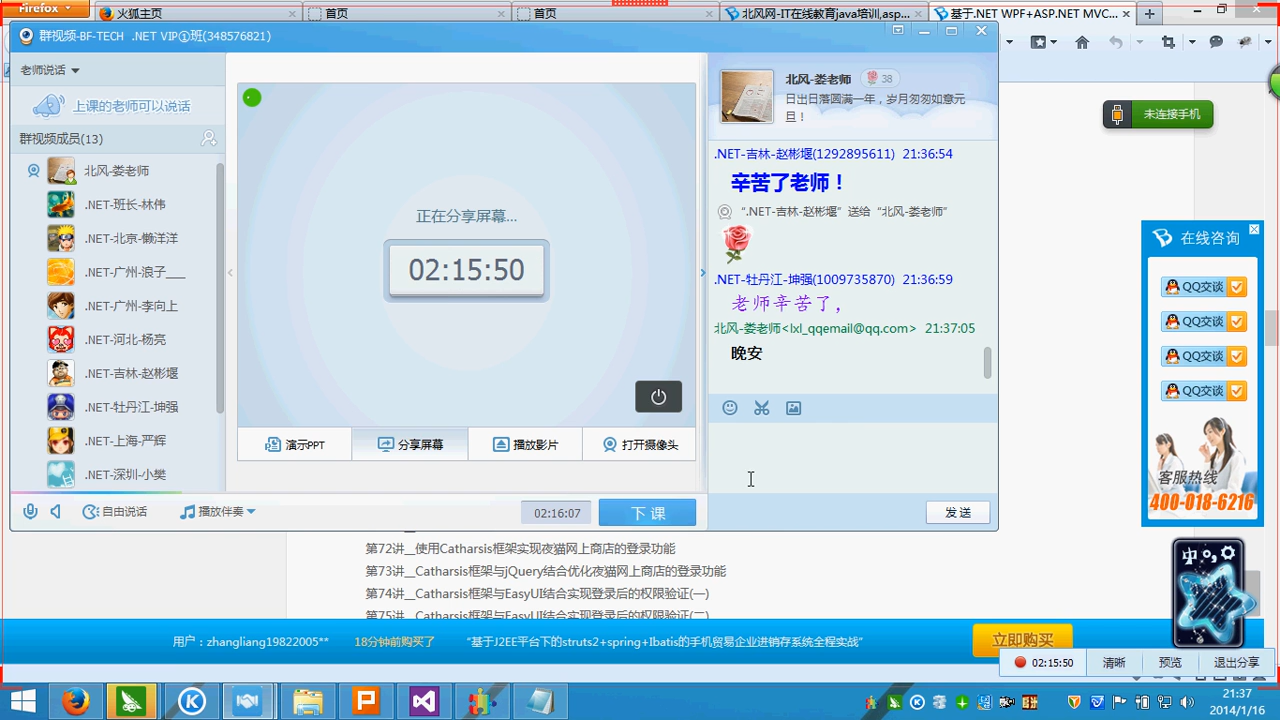 Firefox
火狐主页
首页
首页
北风网-IT在线教育java培训,asp...
基于.NET WPF+ASP.NET MVC...
群视频-BF-TECH .NET VIP①班(348576821)
老师说话
上课的老师可以说话
群视频成员(13)
北风-娄老师
.NET-班长-林伟
.NET-北京-懒洋洋
.NET-广州-浪子____
.NET-广州-李向上
.NET-河北-杨亮
.NET-吉林-赵彬堰
.NET-牡丹江-坤强
.NET-上海-严辉
.NET-深圳-小樊
正在分享屏幕...
02:15:50
演示PPT
分享屏幕
播放影片
打开摄像头
自由说话
播放伴奏
02:16:07
下 课
北风-娄老师
38
日出日落圆满一年，岁月匆匆如意元
旦！
.NET-吉林-赵彬堰(1292895611) 21:36:54
辛苦了老师！
“.NET-吉林-赵彬堰” 送给 “北风-娄老师”
.NET-牡丹江-坤强(1009735870) 21:36:59
老师辛苦了，
北风-娄老师<lxl_qqemail@qq.com> 21:37:05
晚安
发 送
未连接手机
在线咨询
QQ交谈
QQ交谈
QQ交谈
QQ交谈
客服热线
400-018-6216
第72讲__使用Catharsis框架实现夜猫网上商店的登录功能
第73讲__Catharsis框架与jQuery结合优化夜猫网上商店的登录功能
第74讲__Catharsis框架与EasyUI结合实现登录后的权限验证(一)
第75讲__Catharsis框架与EasyUI结合实现登录后的权限验证(二)
用户：zhangliang19822005**
18分钟前购买了
“基于J2EE平台下的struts2+spring+Ibatis的手机贸易企业进销存系统全程实战”
立即购买
中
02:15:50
清晰
预览
退出分享
21:37
2014/1/16